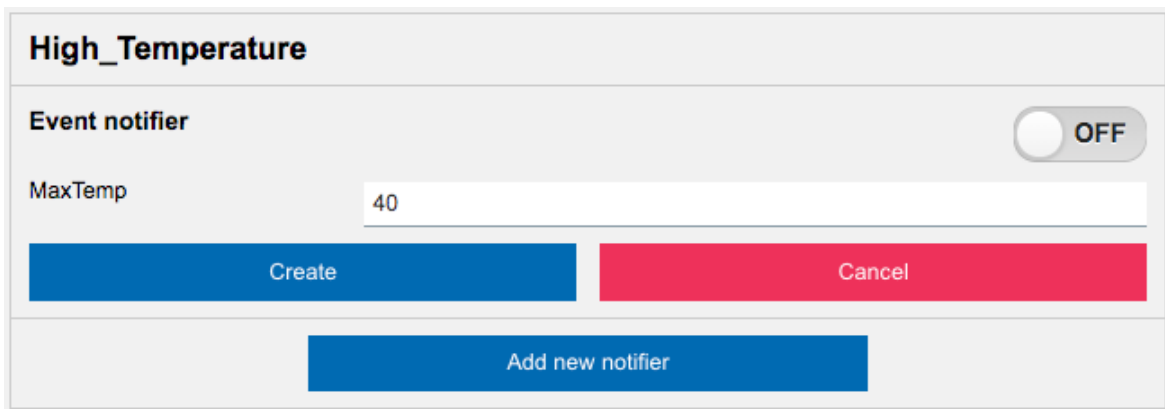 High_Temperature
Event notifier
OFF
MaxTemp
40
Create
Cancel
Add new notifier